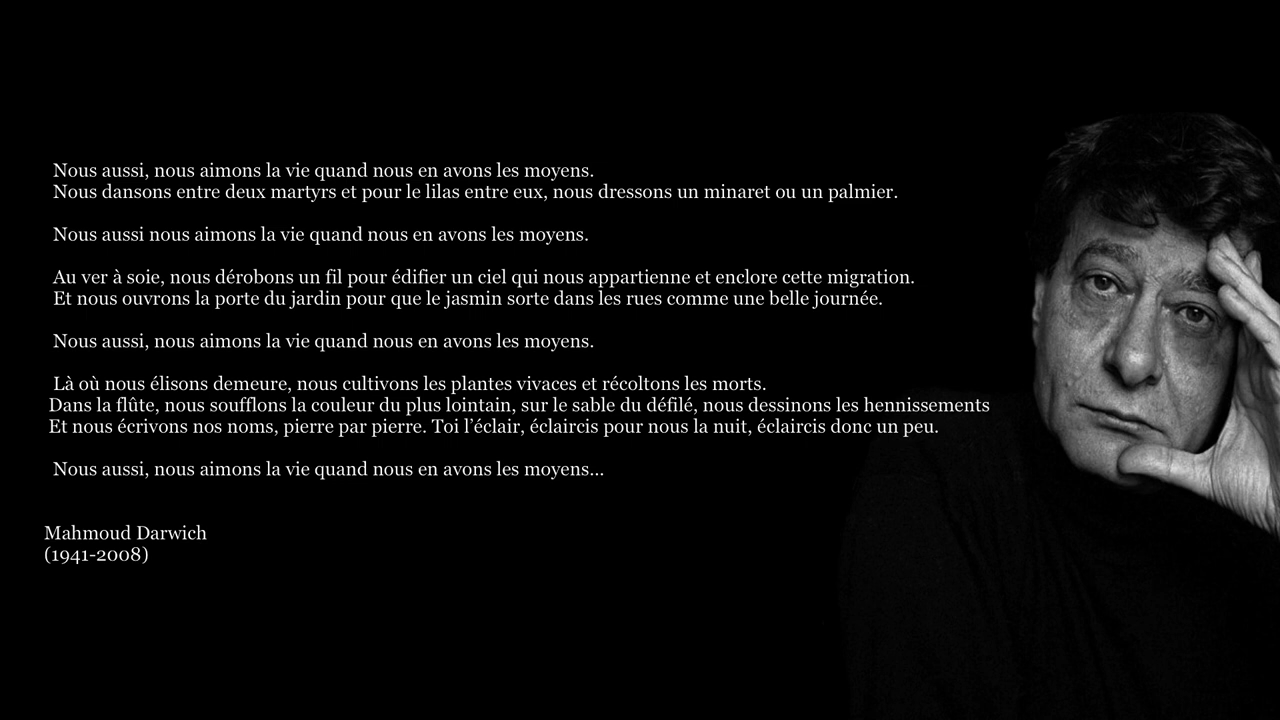 Nous aussi, nous aimons la vie quand nous en avons les moyens.
Nous dansons entre deux martyrs et pour le lilas entre eux, nous dressons un minaret ou un palmier.
Nous aussi nous aimons la vie quand nous en avons les moyens.
Au ver à soie, nous dérobons un fil pour édifier un ciel qui nous appartienne et enclore cette migration.
Et nous ouvrons la porte du jardin pour que le jasmin sorte dans les rues comme une belle journée.
Nous aussi, nous aimons la vie quand nous en avons les moyens.
Là où nous élisons demeure, nous cultivons les plantes vivaces et récoltons les morts.
Dans la flûte, nous soufflons la couleur du plus lointain, sur le sable du défilé, nous dessinons les hennissements
Et nous écrivons nos noms, pierre par pierre. Toi l’éclair, éclaircis pour nous la nuit, éclaircis donc un peu.
Nous aussi, nous aimons la vie quand nous en avons les moyens...
Mahmoud Darwich
(1941-2008)